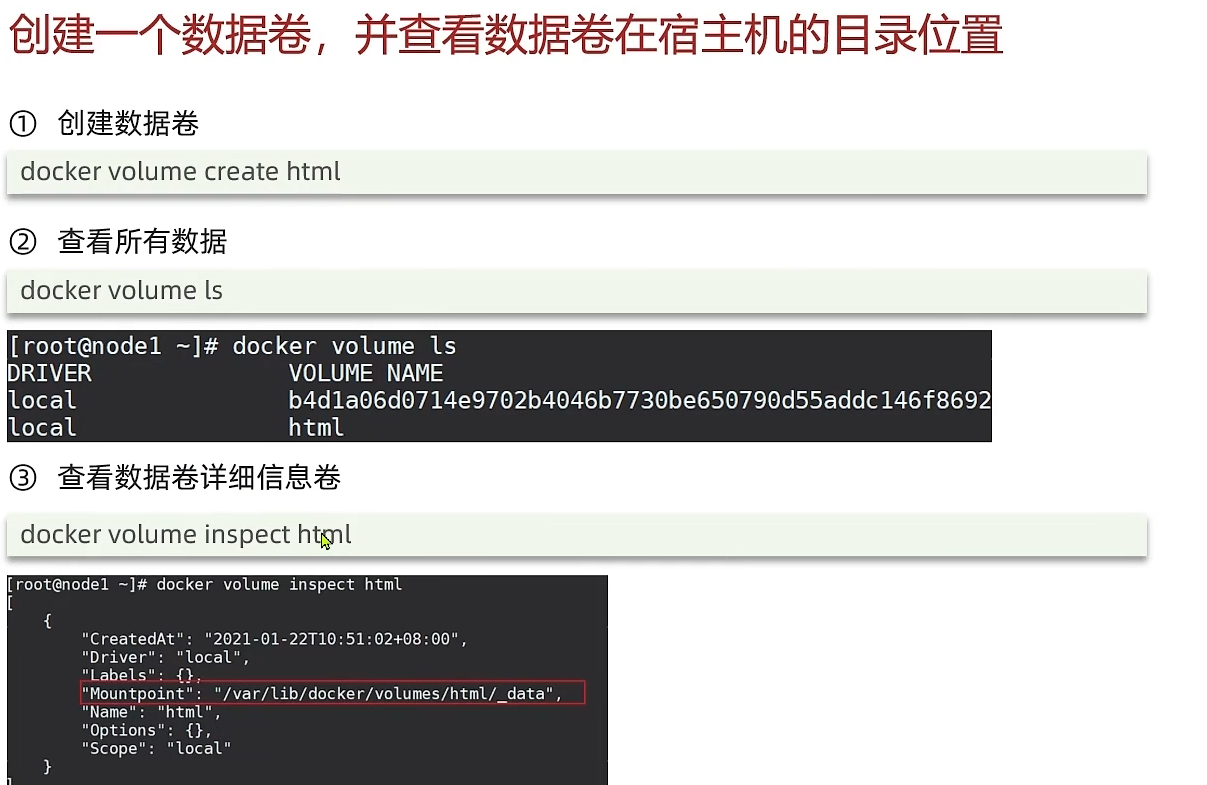 创建一个数据卷，并查看数据卷在宿主机的目录位置
① 创建数据卷
docker volume create html
② 查看所有数据
docker volume ls
[root@node1 ~]# docker volume ls
DRIVER VOLUME NAME
local b4d1a06d0714e9702b4046b7730be650790d55addc146f8692
local html
③ 查看数据卷详细信息卷
docker volume inspect html
[root@node1 ~]# docker volume inspect html
[
{
"CreatedAt": "2021-01-22T10:51:02+08:00",
"Driver": "local",
"Labels": {},
"Mountpoint": "/var/lib/docker/volumes/html/_data",
"Name": "html",
"Options": {},
"Scope": "local"
}
]